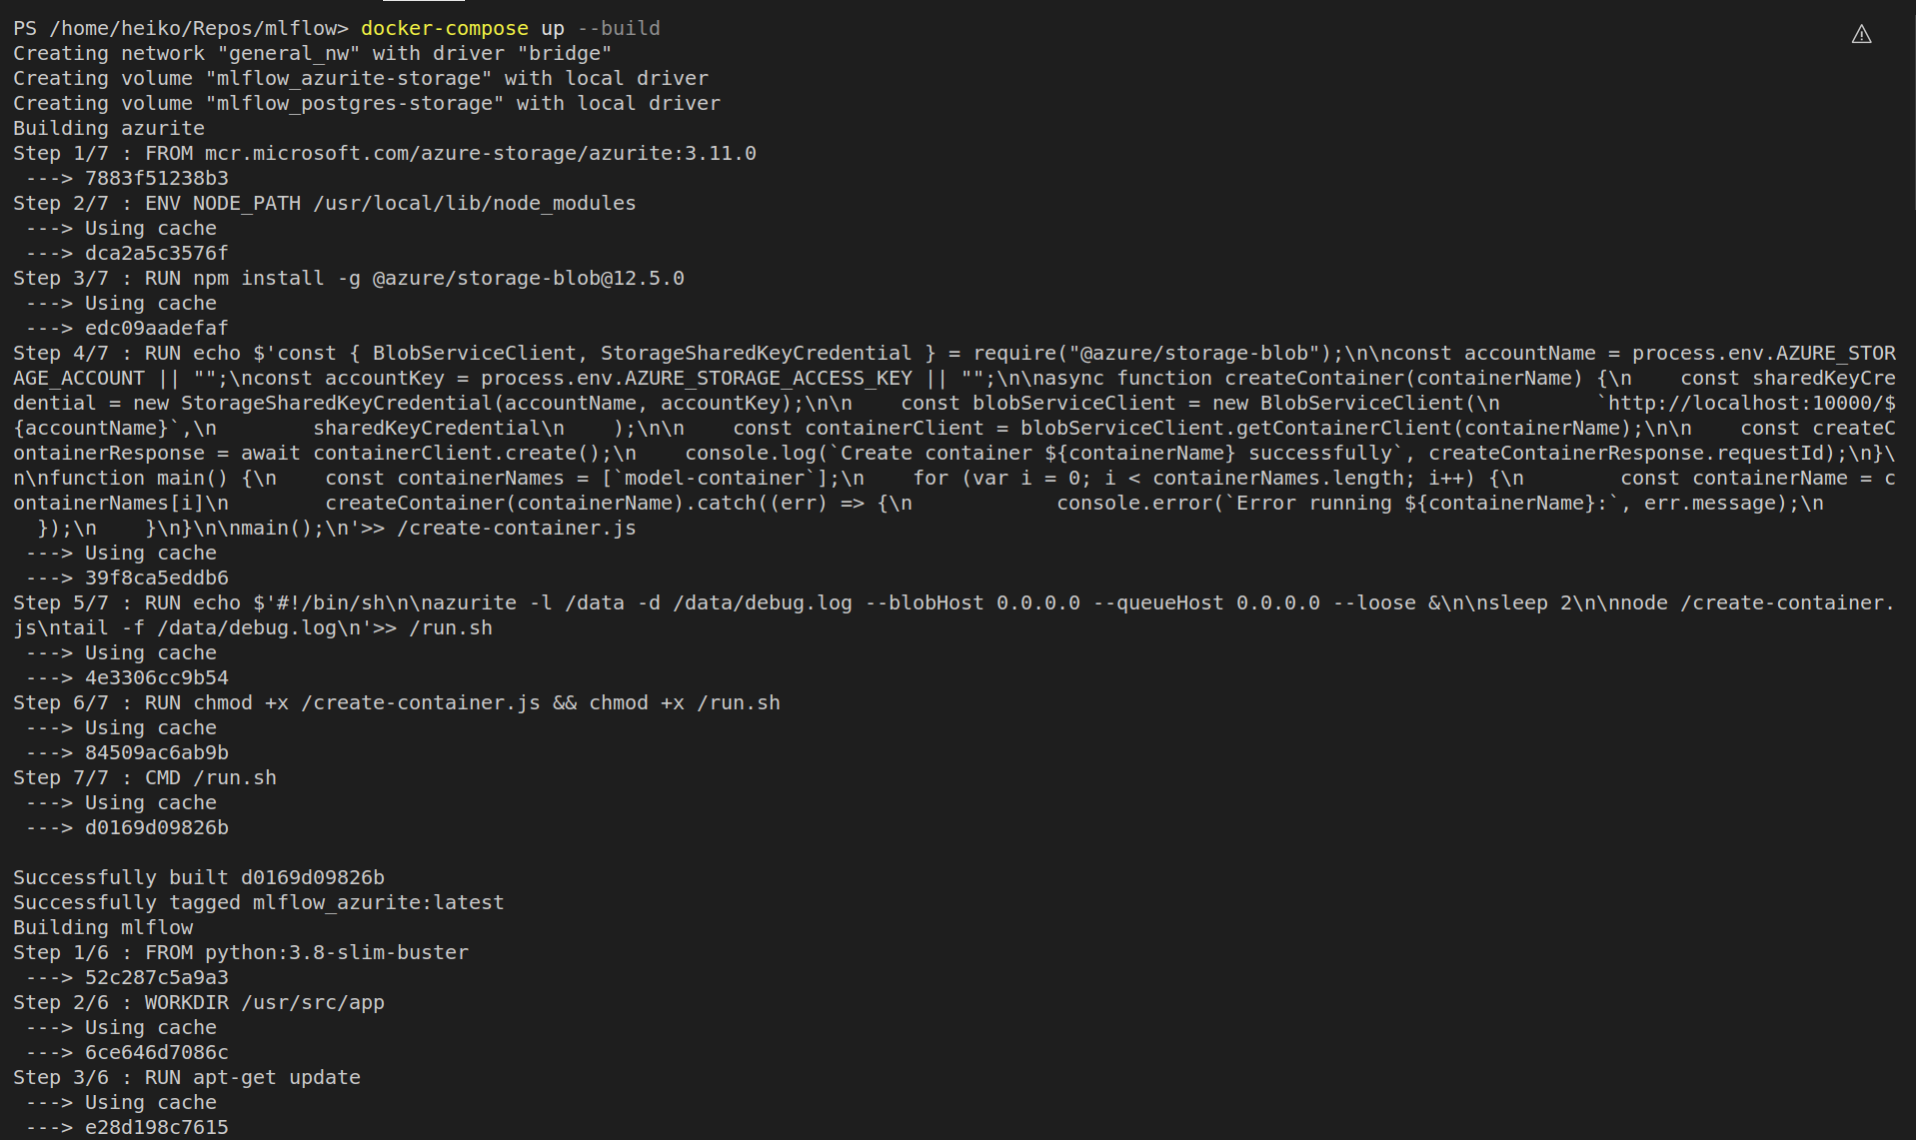 PS /home/heiko/Repos/mlflow> docker-compose up --build
Creating network "general_nw" with driver "bridge"
Creating volume "mlflow_azurite-storage" with local driver
Creating volume "mlflow_postgres-storage" with local driver
Building azurite
Step 1/7 : FROM mcr.microsoft.com/azure-storage/azurite:3.11.0
 ---> 7883f51238b3
Step 2/7 : ENV NODE_PATH /usr/local/lib/node_modules
 ---> Using cache
 ---> dca2a5c3576f
Step 3/7 : RUN npm install -g @azure/storage-blob@12.5.0
 ---> Using cache
 ---> edc09aadefaf
Step 4/7 : RUN echo $'const { BlobServiceClient, StorageSharedKeyCredential } = require("@azure/storage-blob");\n\nconst accountName = process.env.AZURE_STOR
AGE_ACCOUNT || "";\nconst accountKey = process.env.AZURE_STORAGE_ACCESS_KEY || "";\n\nasync function createContainer(containerName) {\n    const sharedKeyCre
dential = new StorageSharedKeyCredential(accountName, accountKey);\n\n    const blobServiceClient = new BlobServiceClient(\n        `http://localhost:10000/$
{accountName}`,\n        sharedKeyCredential\n    );\n\n    const containerClient = blobServiceClient.getContainerClient(containerName);\n\n    const createC
ontainerResponse = await containerClient.create();\n    console.log(`Create container ${containerName} successfully`, createContainerResponse.requestId);\n}\
n\nfunction main() {\n    const containerNames = [`model-container`];\n    for (var i = 0; i < containerNames.length; i++) {\n        const containerName = c
ontainerNames[i]\n        createContainer(containerName).catch((err) => {\n            console.error(`Error running ${containerName}:`, err.message);\n
  });\n    }\n}\n\nmain();\n'>> /create-container.js
 ---> Using cache
 ---> 39f8ca5eddb6
Step 5/7 : RUN echo $'#!/bin/sh\n\nazurite -l /data -d /data/debug.log --blobHost 0.0.0.0 --queueHost 0.0.0.0 --loose &\n\nsleep 2\n\nnode /create-container.
js\ntail -f /data/debug.log\n'>> /run.sh
 ---> Using cache
 ---> 4e3306cc9b54
Step 6/7 : RUN chmod +x /create-container.js && chmod +x /run.sh
 ---> Using cache
 ---> 84509ac6ab9b
Step 7/7 : CMD /run.sh
 ---> Using cache
 ---> d0169d09826b

Successfully built d0169d09826b
Successfully tagged mlflow_azurite:latest
Building mlflow
Step 1/6 : FROM python:3.8-slim-buster
 ---> 52c287c5a9a3
Step 2/6 : WORKDIR /usr/src/app
 ---> Using cache
 ---> 6ce646d7086c
Step 3/6 : RUN apt-get update
 ---> Using cache
 ---> e28d198c7615